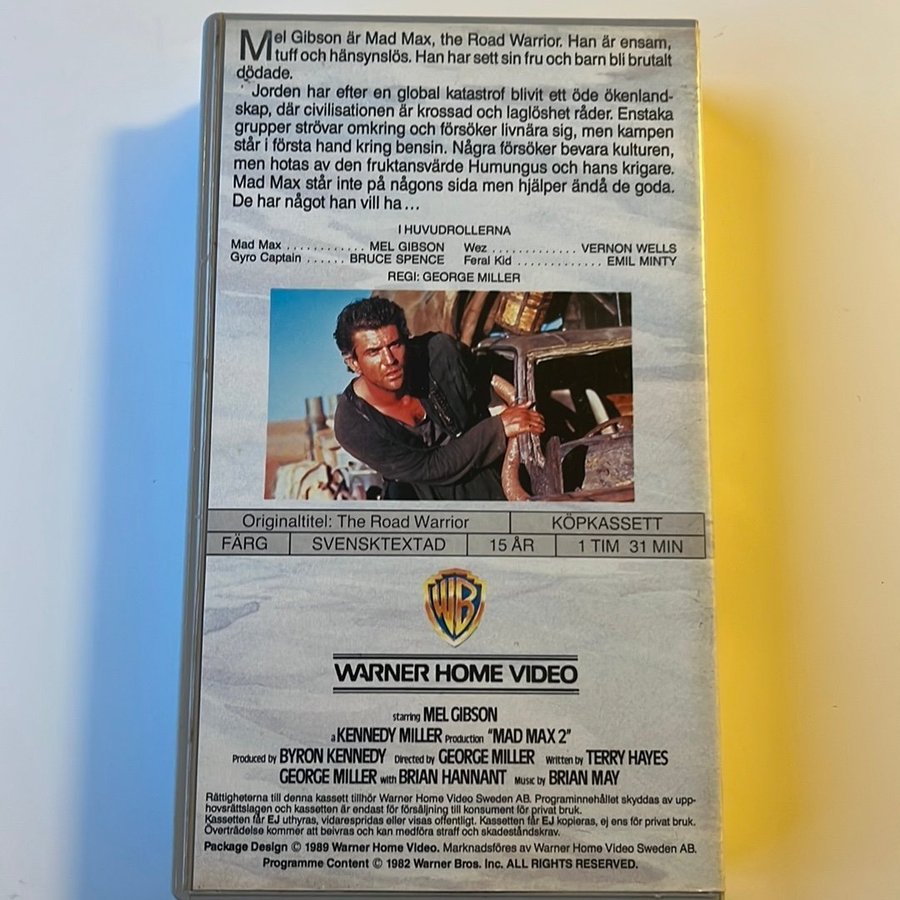 Mel Gibson är Mad Max, the Road Warrior. Han är ensam,
tuff och hänsynslös. Han har sett sin fru och barn bli brutalt
dödade.
Jorden har efter en global katastrof blivit ett öde ökenland-
skap, där civilisationen är krossad och laglöshet råder. Enstaka
grupper strövar omkring och försöker livnära sig, men kampen
står i första hand kring bensin. Några försöker bevara kulturen,
men hotas av den fruktansvärde Humungus och hans krigare.
Mad Max står inte på någons sida men hjälper ändå de goda.
De har något han vill ha...
I HUVUDROLLERNA
Mad Max ............ MEL GIBSON Wez ............. VERNON WELLS
Gyro Captain ...... BRUCE SPENCE Feral Kid ............. EMIL MINTY
REGI: GEORGE MILLER
Originaltitel: The Road Warrior KÖPKASSETT
FÄRG SVENSKTEXTAD 15 ÅR 1 TIM 31 MIN
WB
WARNER HOME VIDEO
starring MEL GIBSON
a KENNEDY MILLER Production "MAD MAX 2"
Produced by BYRON KENNEDY Directed by GEORGE MILLER Written by TERRY HAYES
GEORGE MILLER with BRIAN HANNANT Music by BRIAN MAY
Rättigheterna till denna kassett tillhör Warner Home Video Sweden AB. Programinnehållet skyddas av upp-
hovsrättslagen och kassetten är endast för försäljning till konsument för privat bruk.
Kassetten får EJ uthyras, vidarespridas eller visas offentligt. Kassetten får EJ kopieras, ej ens för privat bruk.
Överträdelse kommer att beivras och kan medföra straff och skadeståndskrav.
Package Design © 1989 Warner Home Video. Marknadsföres av Warner Home Video Sweden AB.
Programme Content © 1982 Warner Bros. Inc. ALL RIGHTS RESERVED.